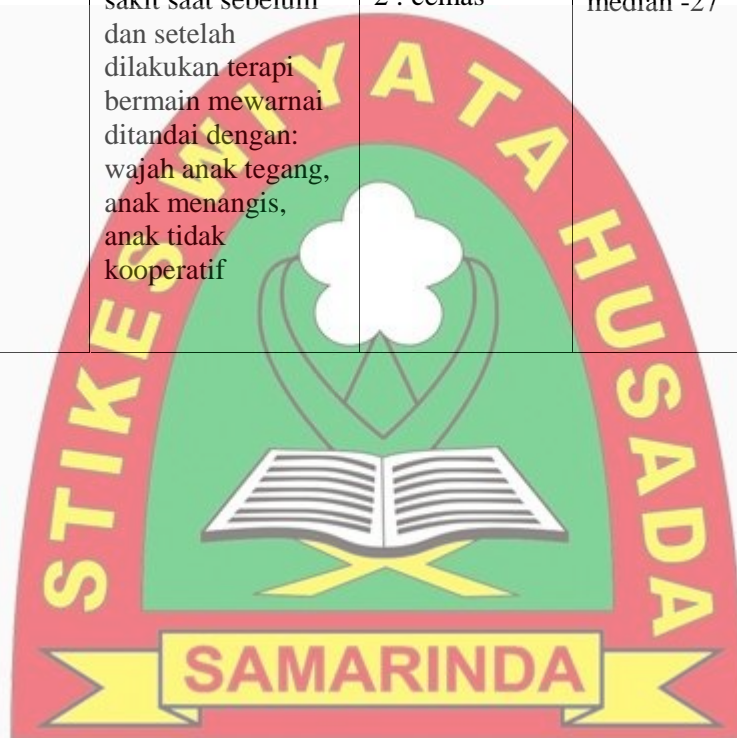 sakit saat sebelum
dan setelah
dilakukan terapi
bermain mewarnai
ditandai dengan:
wajah anak tegang,
anak menangis,
anak tidak
kooperatif
2 : cemas
median -27
STIKES WIYATA HUSADA
SAMARINDA